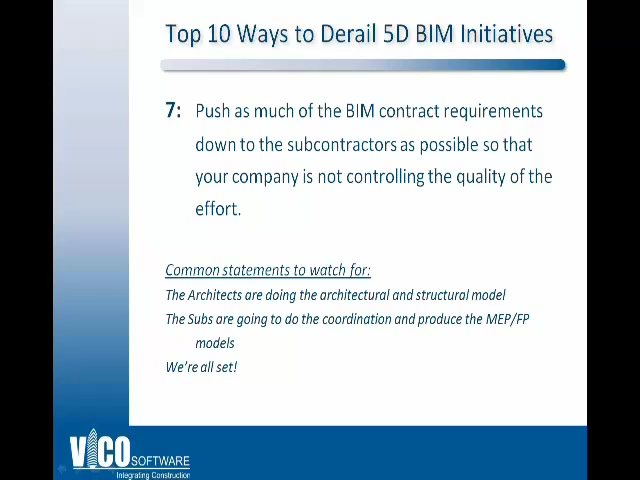 Top 10 Ways to Derail 5D BIM Initiatives
7: Push as much of the BIM contract requirements
down to the subcontractors as possible so that
your company is not controlling the quality of the
effort.
Common statements to watch for:
The Architects are doing the architectural and structural model
The Subs are going to do the coordination and produce the MEP/FP
models
We're all set!
VICO SOFTWARE
Integrating Construction